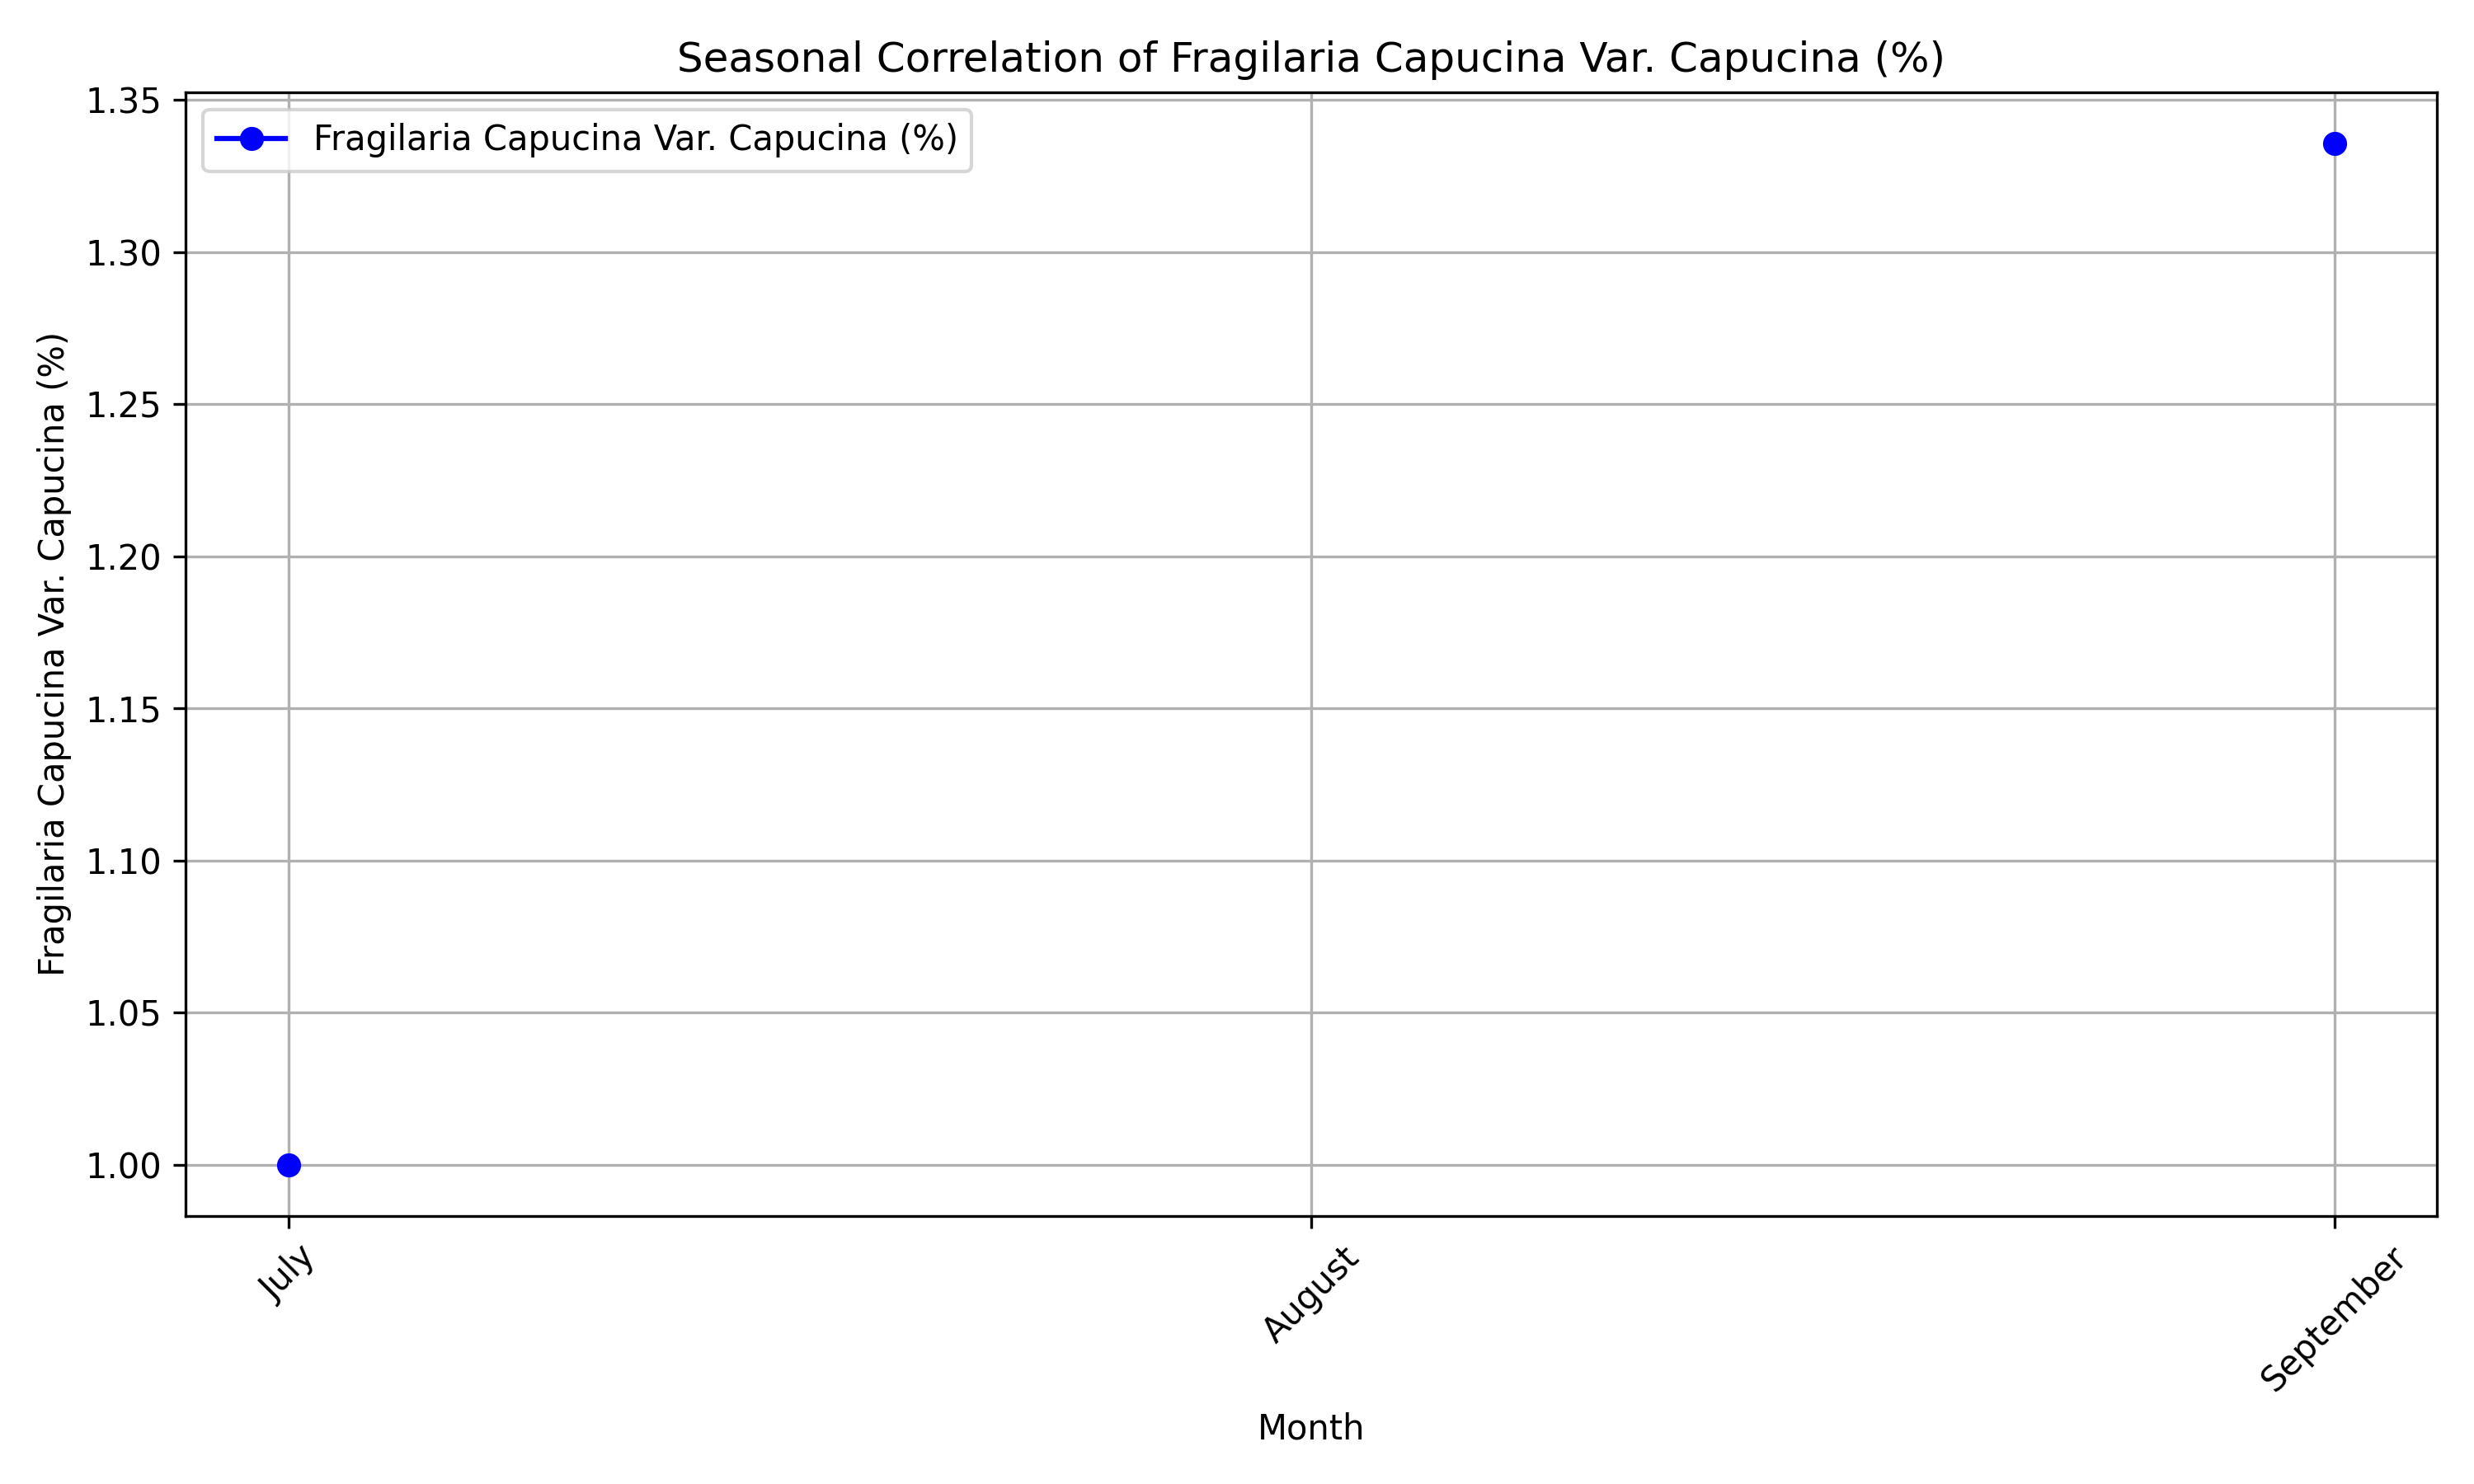 Seasonal Correlation of Fragilaria Capucina Var. Capucina (%)
Fragilaria Capucina Var. Capucina (%)
Fragilaria Capucina Var. Capucina (%)
1.35
1.30
1.25
1.20
1.15
1.10
1.05
1.00
July
August
September
Month